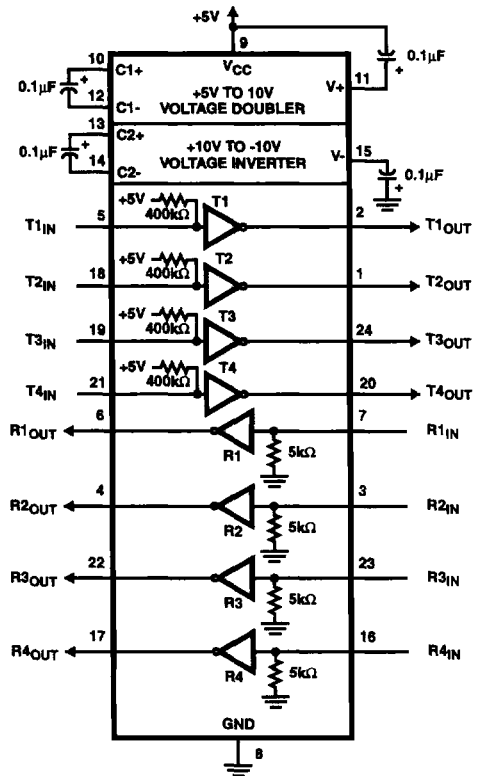 +5V
9
VCC
10
C1+
0.1μF
+
12
C1-
+5V TO 10V
VOLTAGE DOUBLER
V+
11
0.1μF
+
13
C2+
0.1μF
+
14
C2-
+10V TO -10V
VOLTAGE INVERTER
V-
15
0.1μF
+
T1IN
5
+5V
400kΩ
T1
2
T1OUT
T2IN
18
+5V
400kΩ
T2
1
T2OUT
T3IN
19
+5V
400kΩ
T3
24
T3OUT
T4IN
21
+5V
400kΩ
T4
20
T4OUT
R1OUT
6
R1
5kΩ
7
R1IN
R2OUT
4
R2
5kΩ
3
R2IN
R3OUT
22
R3
5kΩ
23
R3IN
R4OUT
17
R4
5kΩ
16
R4IN
GND
8